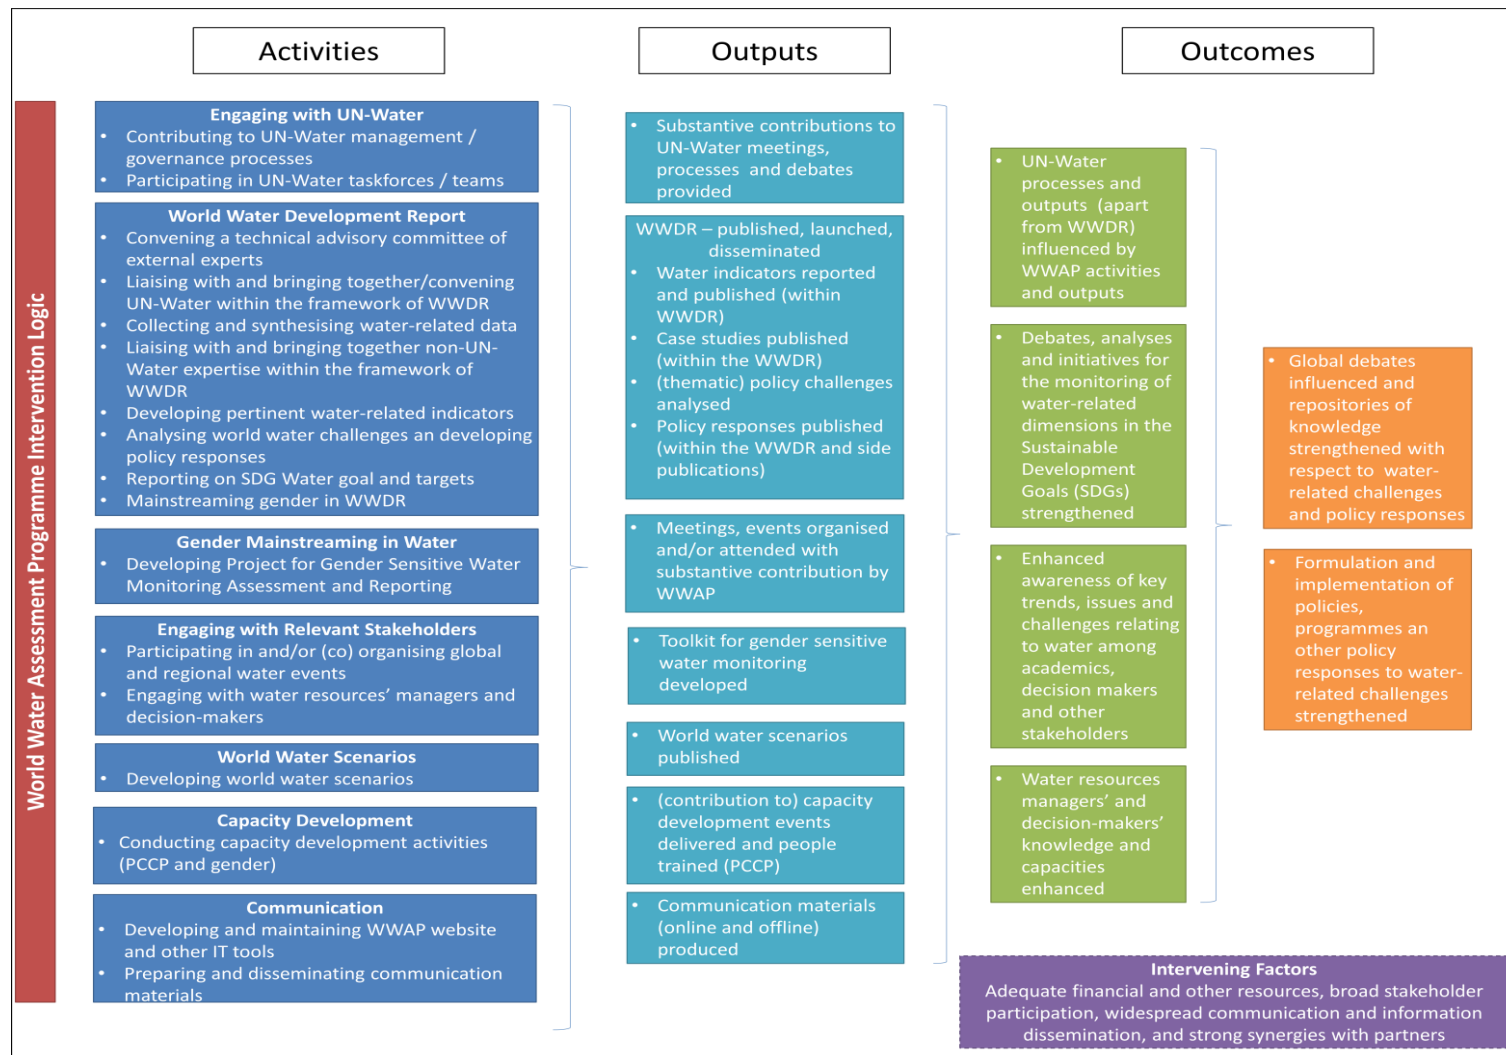 Activities
Outputs
Outcomes
World Water Assessment Programme Intervention Logic
Engaging with UN-Water
• Contributing to UN-Water management /
governance processes
• Participating in UN-Water taskforces / teams
World Water Development Report
• Convening a technical advisory committee of
external experts
• Liaising with and bringing together/convening
UN-Water within the framework of WWDR
• Collecting and synthesising water-related data
• Liaising with and bringing together non-UN-
Water expertise within the framework of
WWDR
• Developing pertinent water-related indicators
• Analysing world water challenges an developing
policy responses
• Reporting on SDG Water goal and targets
• Mainstreaming gender in WWDR
Gender Mainstreaming in Water
• Developing Project for Gender Sensitive Water
Monitoring Assessment and Reporting
Engaging with Relevant Stakeholders
• Participating in and/or (co) organising global
and regional water events
• Engaging with water resources’ managers and
decision-makers
World Water Scenarios
• Developing world water scenarios
Capacity Development
• Conducting capacity development activities
(PCCP and gender)
Communication
• Developing and maintaining WWAP website
and other IT tools
• Preparing and disseminating communication
materials
• Substantive contributions to
UN-Water meetings,
processes and debates
provided
WWDR – published, launched,
disseminated
• Water indicators reported
and published (within
WWDR)
• Case studies published
(within the WWDR)
• (thematic) policy challenges
analysed
• Policy responses published
(within the WWDR and side
publications)
• Meetings, events organised
and/or attended with
substantive contribution by
WWAP
• Toolkit for gender sensitive
water monitoring
developed
• World water scenarios
published
• (contribution to) capacity
development events
delivered and people
trained (PCCP)
• Communication materials
(online and offline)
produced
• UN-Water
processes and
outputs (apart
from WWDR)
influenced by
WWAP activities
and outputs
• Debates, analyses
and initiatives for
the monitoring of
water-related
dimensions in the
Sustainable
Development
Goals (SDGs)
strengthened
• Enhanced
awareness of key
trends, issues and
challenges relating
to water among
academics,
decision makers
and other
stakeholders
• Water resources
managers’ and
decision-makers’
knowledge and
capacities
enhanced
• Global debates
influenced and
repositories of
knowledge
strengthened with
respect to water-
related challenges
and policy responses
• Formulation and
implementation of
policies,
programmes an
other policy
responses to water-
related challenges
strengthened
Intervening Factors
Adequate financial and other resources, broad stakeholder
participation, widespread communication and information
dissemination, and strong synergies with partners